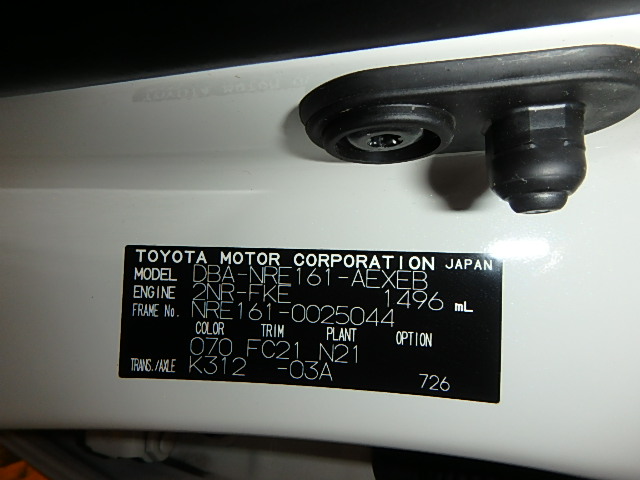 TOYOTA MOTOR CORPORATION JAPAN
MODEL DBA-NRE161-AEXEB
ENGINE 2NR-FKE 1496 mL
FRAME No. NRE161-0025044
COLOR TRIM PLANT OPTION
070 FC21 N21
TRANS./AXLE K312 -03A
726